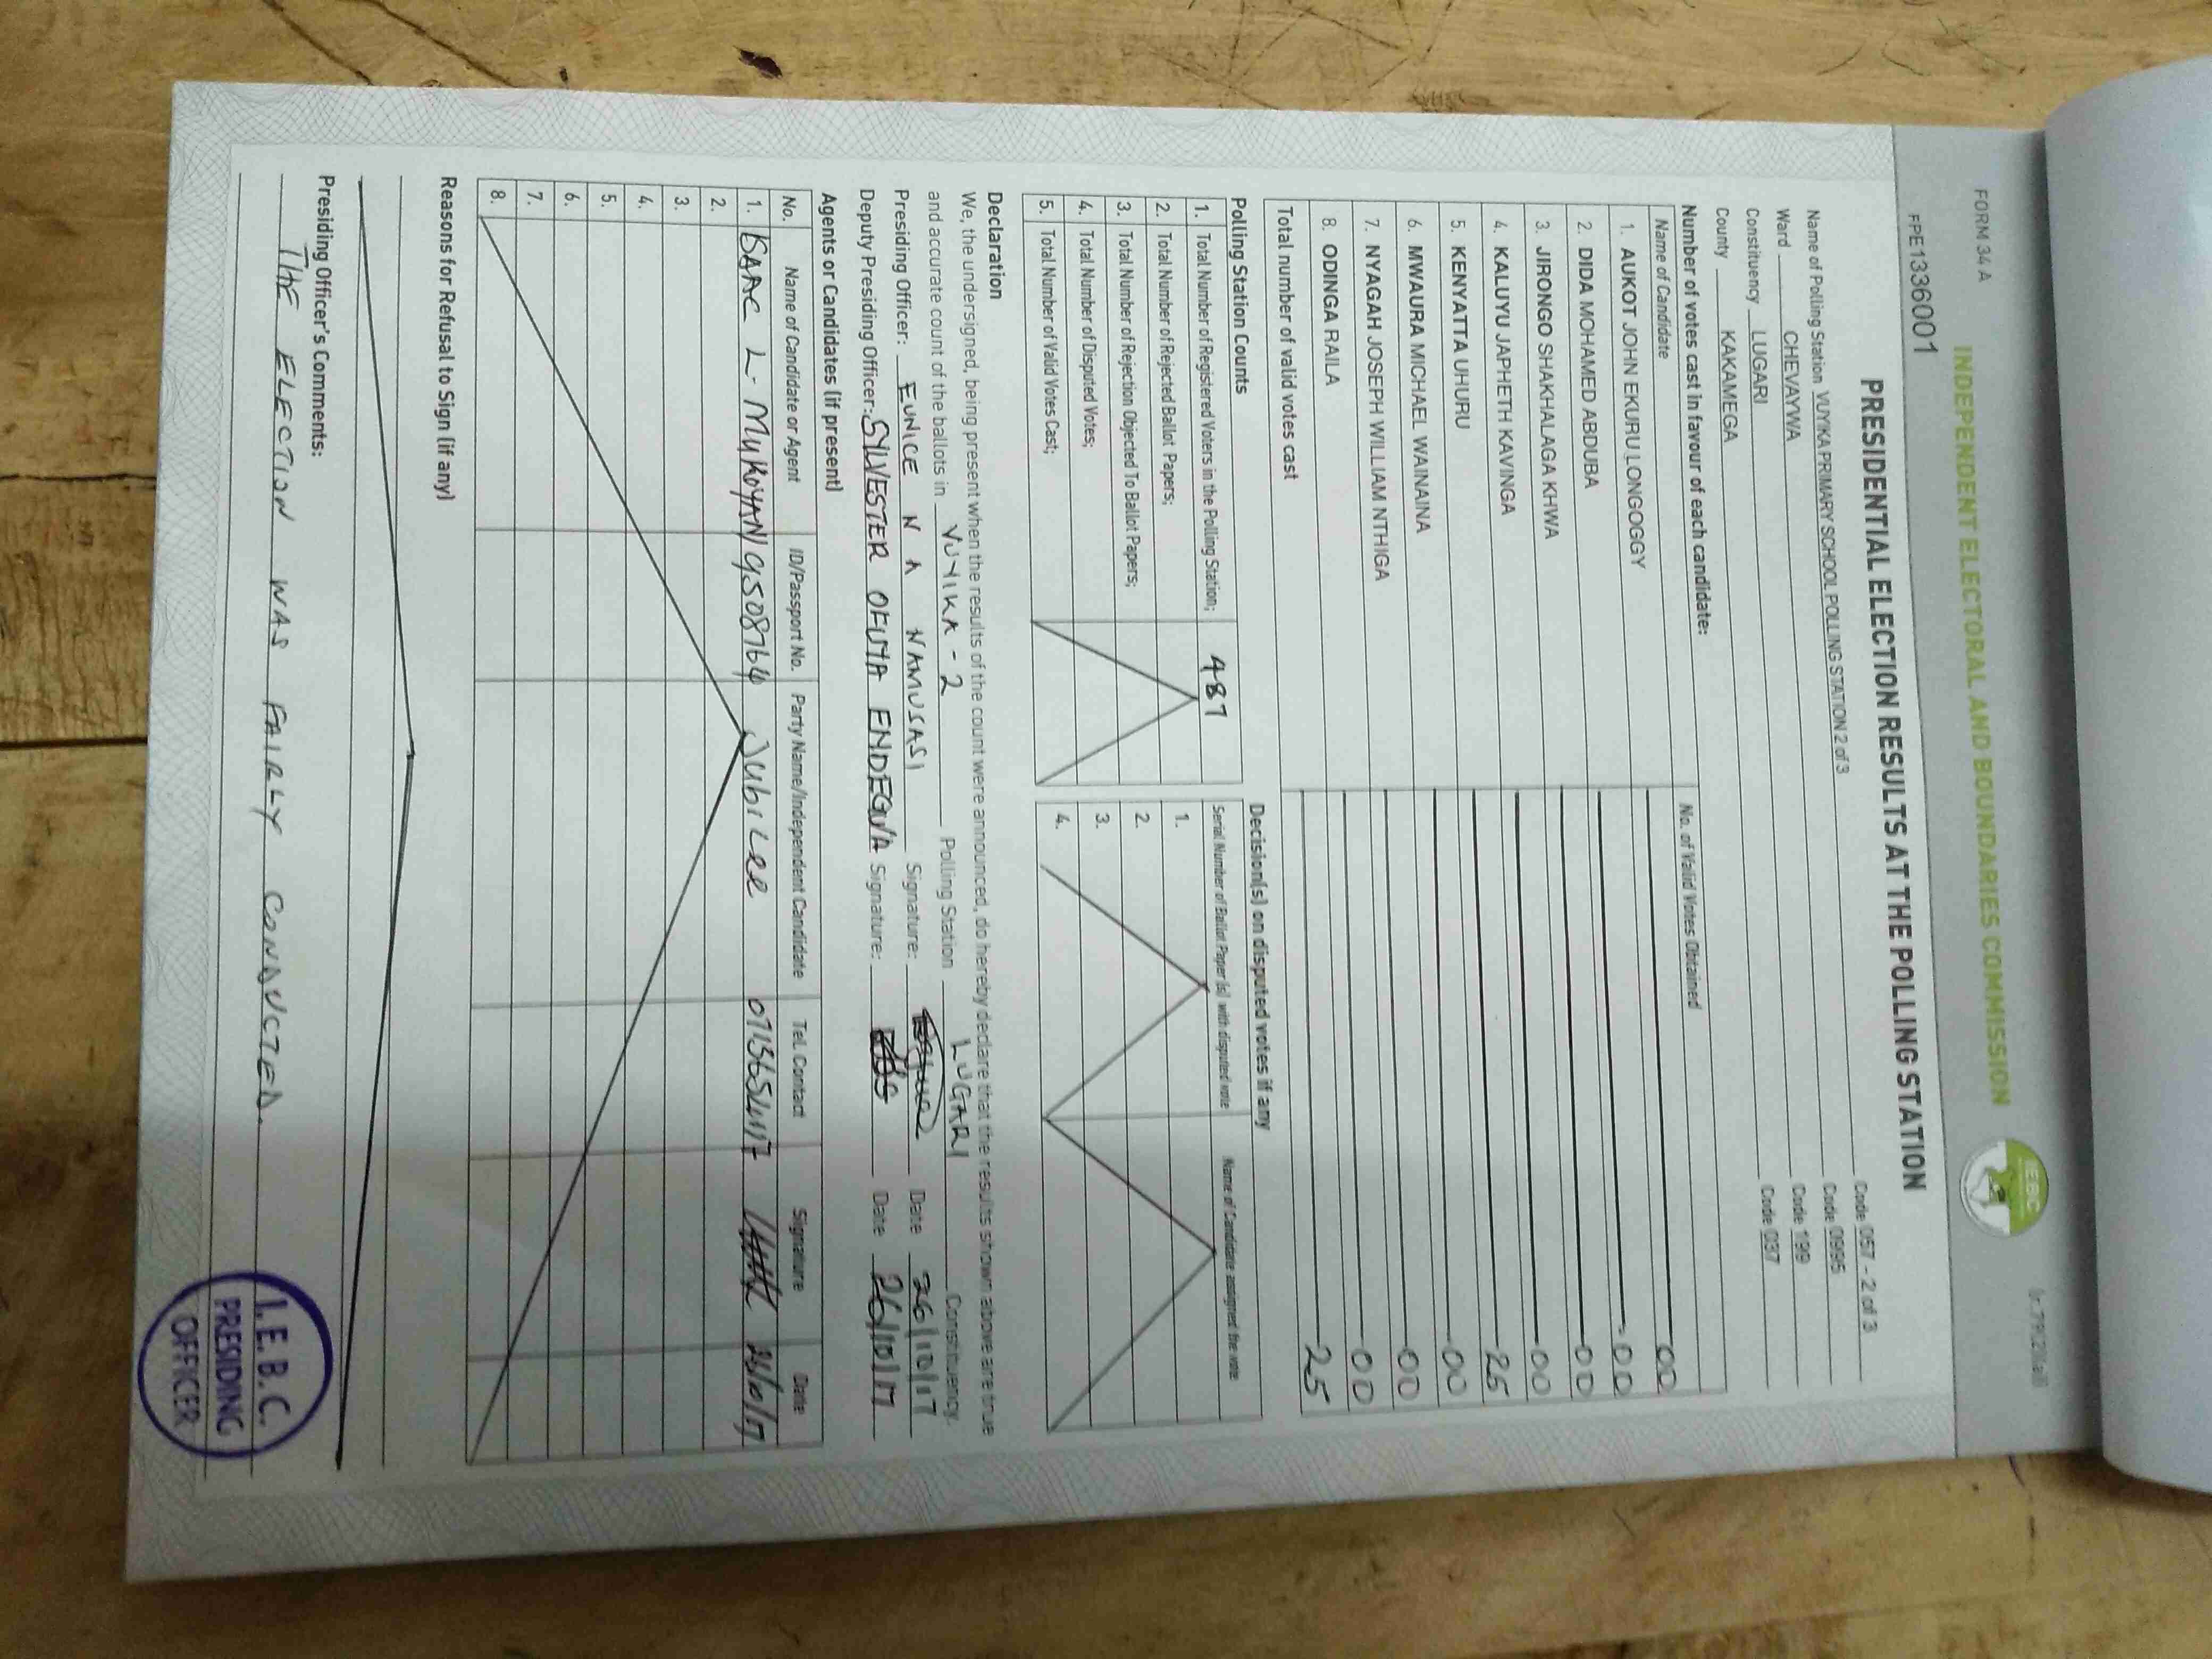 FORM 34 A
INDEPENDENT ELECTORAL AND BOUNDARIES COMMISSION
IEBC
FPE1336001
PRESIDENTIAL ELECTION RESULTS AT THE POLLING STATION
Name of Polling Station VUYIKA PRIMARY SCHOOL POLLING STATION 2 of 3 Code 057 - 2 of 3
Ward CHEVAYWA Code 0995
Constituency LUGARI Code 199
County KAKAMEGA Code 037
Number of votes cast in favour of each candidate:
Name of Candidate No. of Valid Votes Obtained
1. AUKOT JOHN EKURU LONGOGGY 00
2. DIDA MOHAMED ABDUBA 00
3. JIRONGO SHAKHALAGA KHWA 00
4. KALUYU JAPHETH KAVINGA 00
5. KENYATTA UHURU 25
6. MWAURA MICHAEL WAINAINA 00
7. NYAGAH JOSEPH WILLIAM NTHIGA 00
8. ODINGA RAILA 00
Total number of valid votes cast 25
Polling Station Counts
1. Total Number of Registered Voters in the Polling Station; 487
2. Total Number of Rejected Ballot Papers;
3. Total Number of Rejection Objected To Ballot Papers;
4. Total Number of Disputed Votes;
5. Total Number of Valid Votes Cast;
Decision(s) on disputed votes if any
Serial Number of Ballot Paper (s) with disputed vote Name of Candidate assigned the vote
1.
2.
3.
4.
Declaration
We, the undersigned, being present when the results of the count were announced, do hereby declare that the results shown above are true
and accurate count of the ballots in VUYIKA - 2 Polling Station LUGARI Constituency.
Presiding Officer: EUNICE N A NAMUSASI Signature: Date 26/10/17
Deputy Presiding Officer: SYLVESTER OFUTA ENDEGVA Signature: Date 26/10/17
Agents or Candidates (if present)
No. Name of Candidate or Agent ID/Passport No. Party Name/Independent Candidate Tel. Contact Signature Date
1. ISAAC L. MUKOYANI 9508764 Jubilee 26/10/17
2.
3.
4.
5.
6.
7.
8.
Reasons for Refusal to Sign (if any)
Presiding Officer's Comments:
THE ELECTION WAS FAIRLY CONDUCTED.
I.E.B.C.
PRESIDING
OFFICER